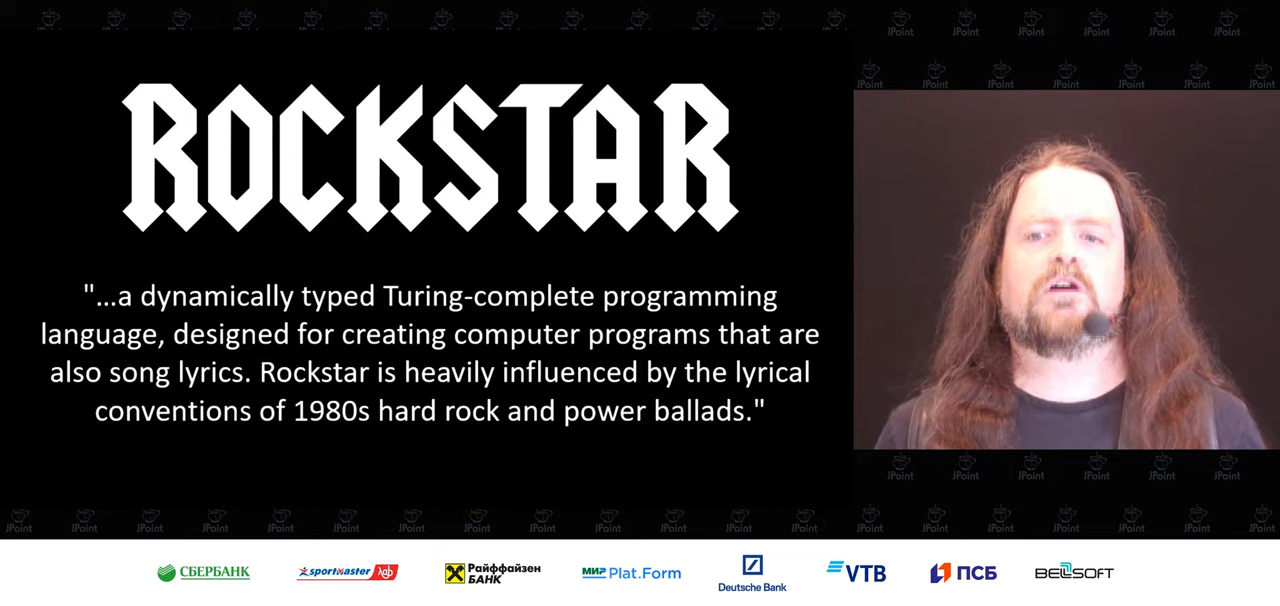 ROCKSTAR
"...a dynamically typed Turing-complete programming
language, designed for creating computer programs that are
also song lyrics. Rockstar is heavily influenced by the lyrical
conventions of 1980s hard rock and power ballads."
JPoint
СБЕРБАНК
sportmaster lab
Райффайзен
БАНК
МИР Plat.Form
Deutsche Bank
VTB
ПСБ
BELLSOFT